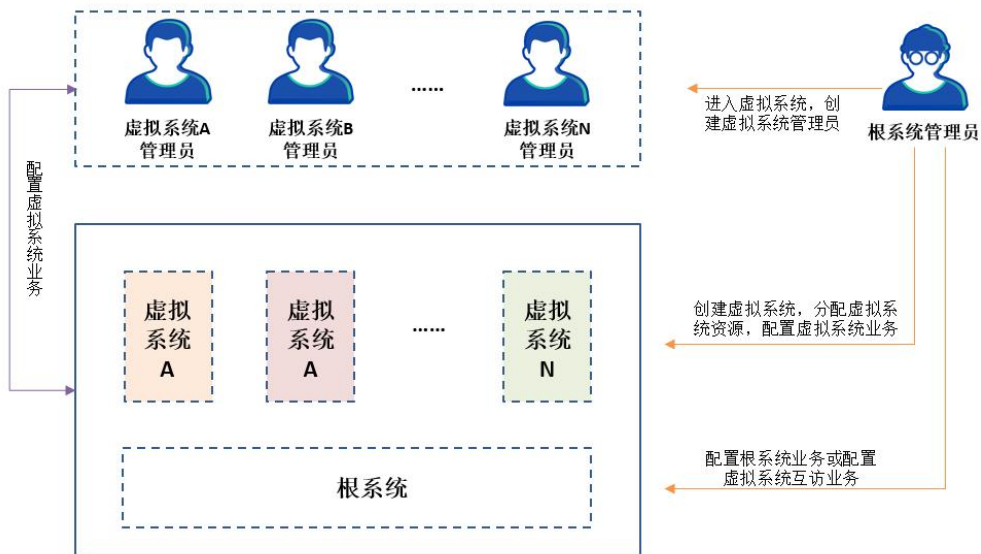 虚拟系统A
管理员
虚拟系统B
管理员
……
虚拟系统N
管理员
进入虚拟系统，创
建虚拟系统管理员
根系统管理员
配置虚拟系统业务
虚拟
系统
A
虚拟
系统
A
……
虚拟
系统
N
创建虚拟系统，分配虚拟系
统资源，配置虚拟系统业务
根系统
配置根系统业务或配置
虚拟系统互访业务